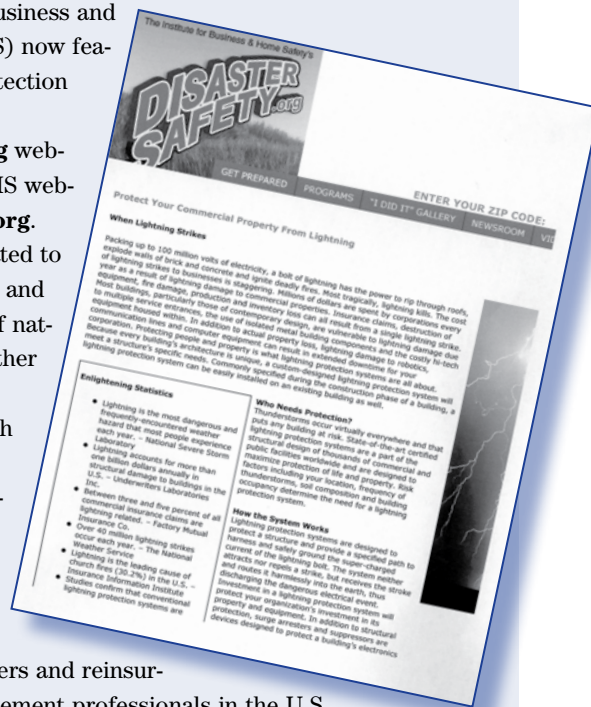 usiness and
S) now fea-
tection
g web-
MS web-
org.
ted to
and
f nat-
ther
h
-
ers and reinsur-
ement professionals in the U.S.
The Institute for Business & Home Safety's
DISASTER
SAFETY.org
GET PREPARED PROGRAMS "I DID IT" GALLERY NEWSROOM VI
ENTER YOUR ZIP CODE:
Protect Your Commercial Property From Lightning
When Lightning Strikes
Packing up to 100 million volts of electricity, a bolt of lightning has the power to rip through roofs,
explode walls of brick and concrete and ignite deadly fires. Most tragically, lightning kills. The cost
of lightning strikes to businesses is staggering. Millions of dollars are spent by corporations every
year as a result of lightning damage to commercial properties. Insurance claims, destruction of
equipment, fire damage, production and inventory loss can all result from a single lightning strike.
Most buildings, particularly those of contemporary design, are vulnerable to lightning damage due
to multiple service entrances, the use of isolated metal building components and the costly hi-tech
equipment housed within. In addition to actual property loss, lightning damage to robotics,
communication lines and computer equipment can result in extended downtime for your
corporation. Protecting people and property is what lightning protection systems are all about.
Because every building's architecture is unique, a custom-designed lightning protection system will
meet a structure's specific needs. Commonly specified during the construction phase of a building, a
lightning protection system can be easily installed on an existing building as well.
Enlightening Statistics
● Lightning is the most dangerous and
frequently-encountered weather
hazard that most people experience
each year. – National Severe Storm
Laboratory
● Lightning accounts for more than
one billion dollars annually in
structural damage to buildings in the
U.S. – Underwriters Laboratories
Inc.
● Between three and five percent of all
commercial insurance claims are
lightning related. – Factory Mutual
Insurance Co.
● Over 40 million lightning strikes
occur each year. – The National
Weather Service
● Lightning is the leading cause of
church fires (30.2%) in the U.S. –
Insurance Information Institute
● Studies confirm that conventional
lightning protection systems are
Who Needs Protection?
Thunderstorms occur virtually everywhere and that
puts any building at risk. State-of-the-art certified
lightning protection systems are a part of the
structural design of thousands of commercial and
public facilities worldwide and are designed to
maximize protection of life and property. Risk
factors including your location, frequency of
thunderstorms, soil composition and building
occupancy determine the need for a lightning
protection system.
How the System Works
Lightning protection systems are designed to
protect a structure and provide a specified path to
harness and safely ground the super-charged
current of the lightning bolt. The system neither
attracts nor repels a strike, but receives the stroke
and routes it harmlessly into the earth, thus
discharging the dangerous electrical event.
Investment in a lightning protection system will
protect your organization's investment in its
property and equipment. In addition to structural
protection, surge arresters and suppressors are
devices designed to protect a building's electronics